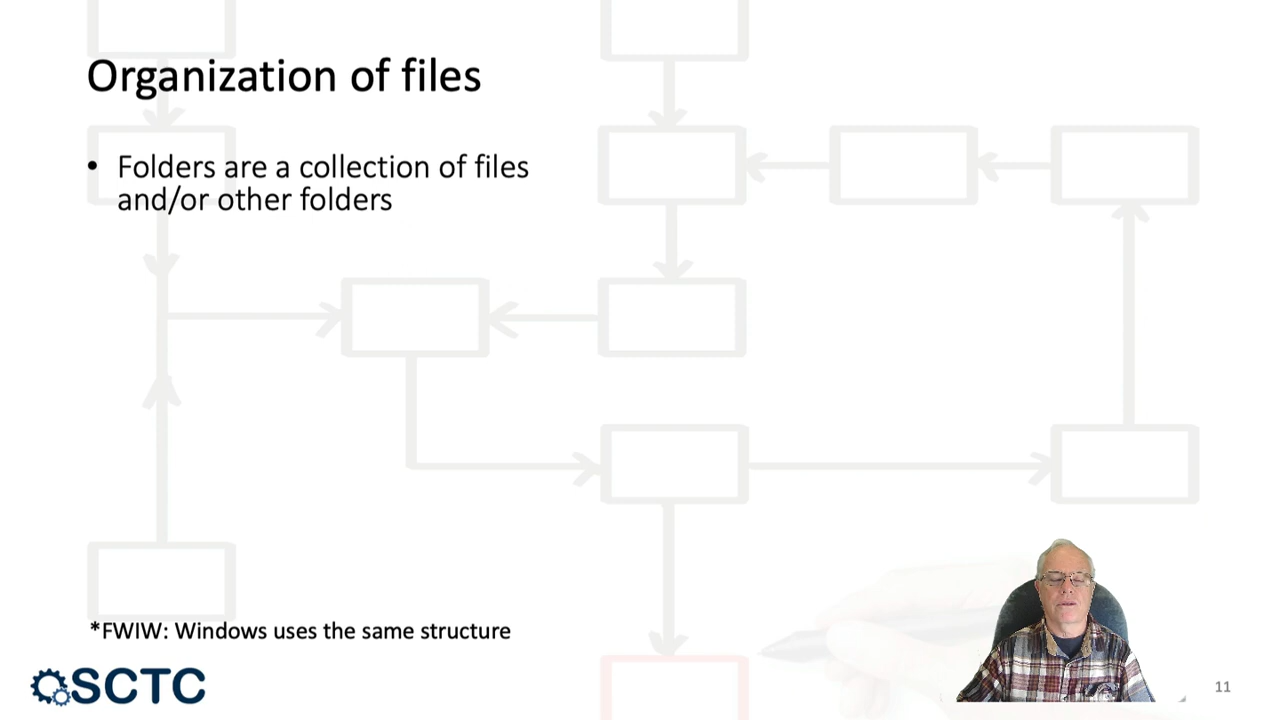 Organization of files
• Folders are a collection of files
and/or other folders
*FWIW: Windows uses the same structure
SCTC
11